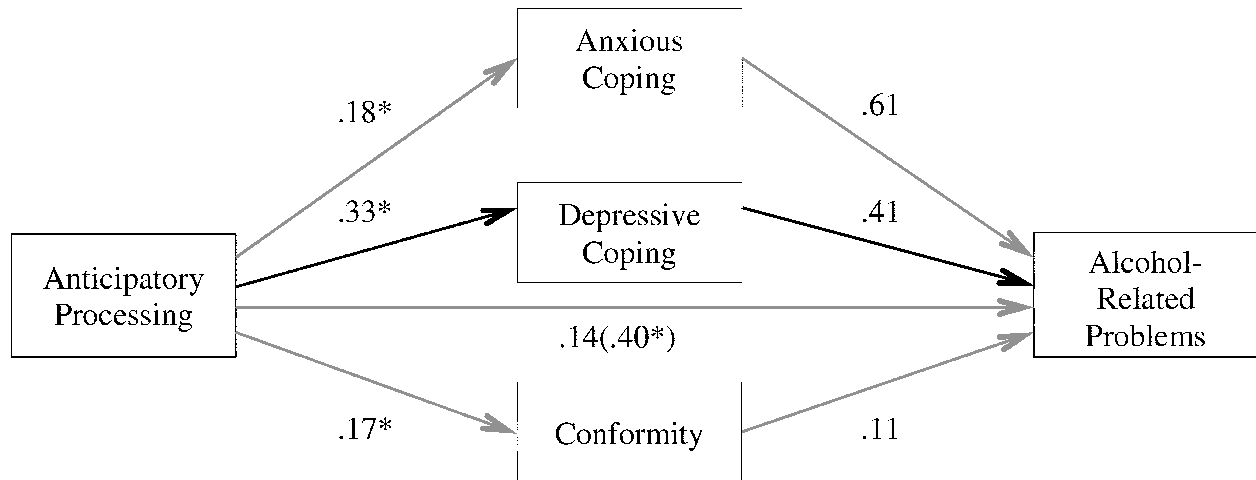 Anxious
Coping
.18*
.61
.33*
Depressive
Coping
.41
Anticipatory
Processing
Alcohol-
Related
Problems
.14(.40*)
.17*
Conformity
.11